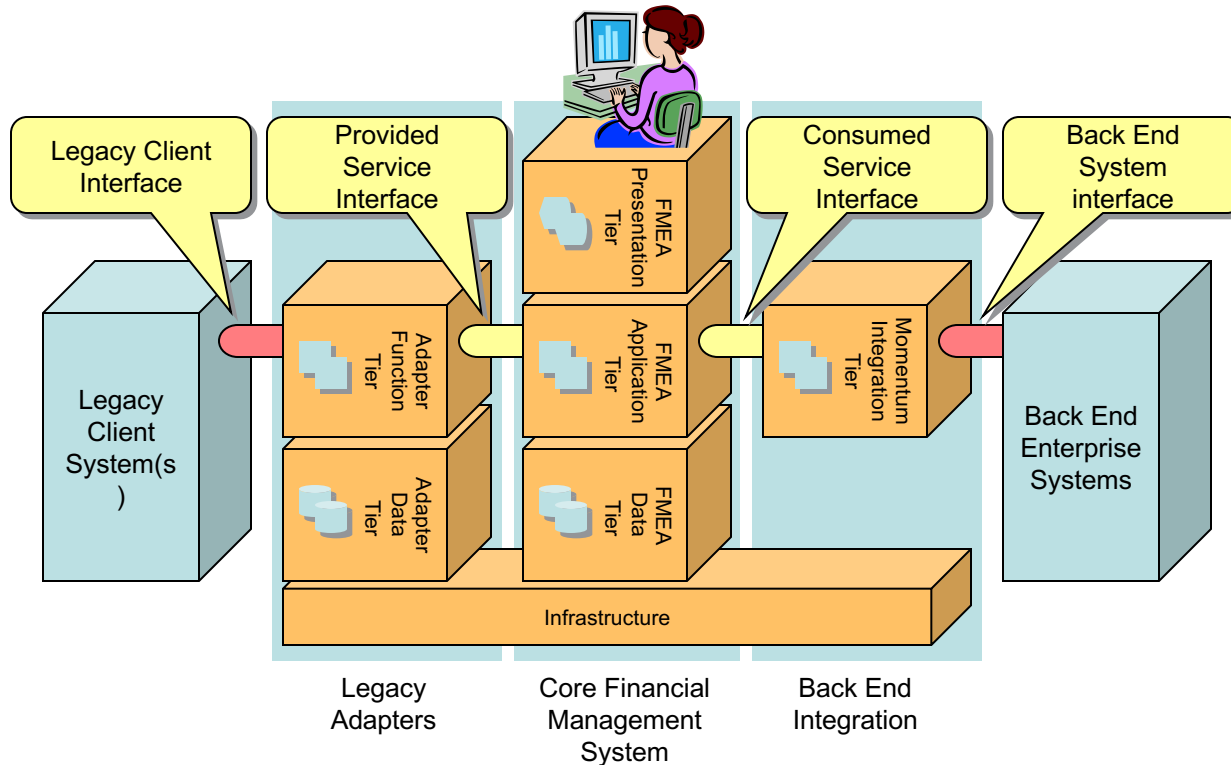 Legacy Client
Interface
Provided
Service
Interface
Consumed
Service
Interface
Back End
System
interface
FMEA
Presentation
Tier
Adapter
Function
Tier
FMEA
Application
Tier
Momentum
Integration
Tier
Legacy
Client
System(s
)
Back End
Enterprise
Systems
Adapter
Data
Tier
FMEA
Data
Tier
Infrastructure
Legacy
Adapters
Core Financial
Management
System
Back End
Integration